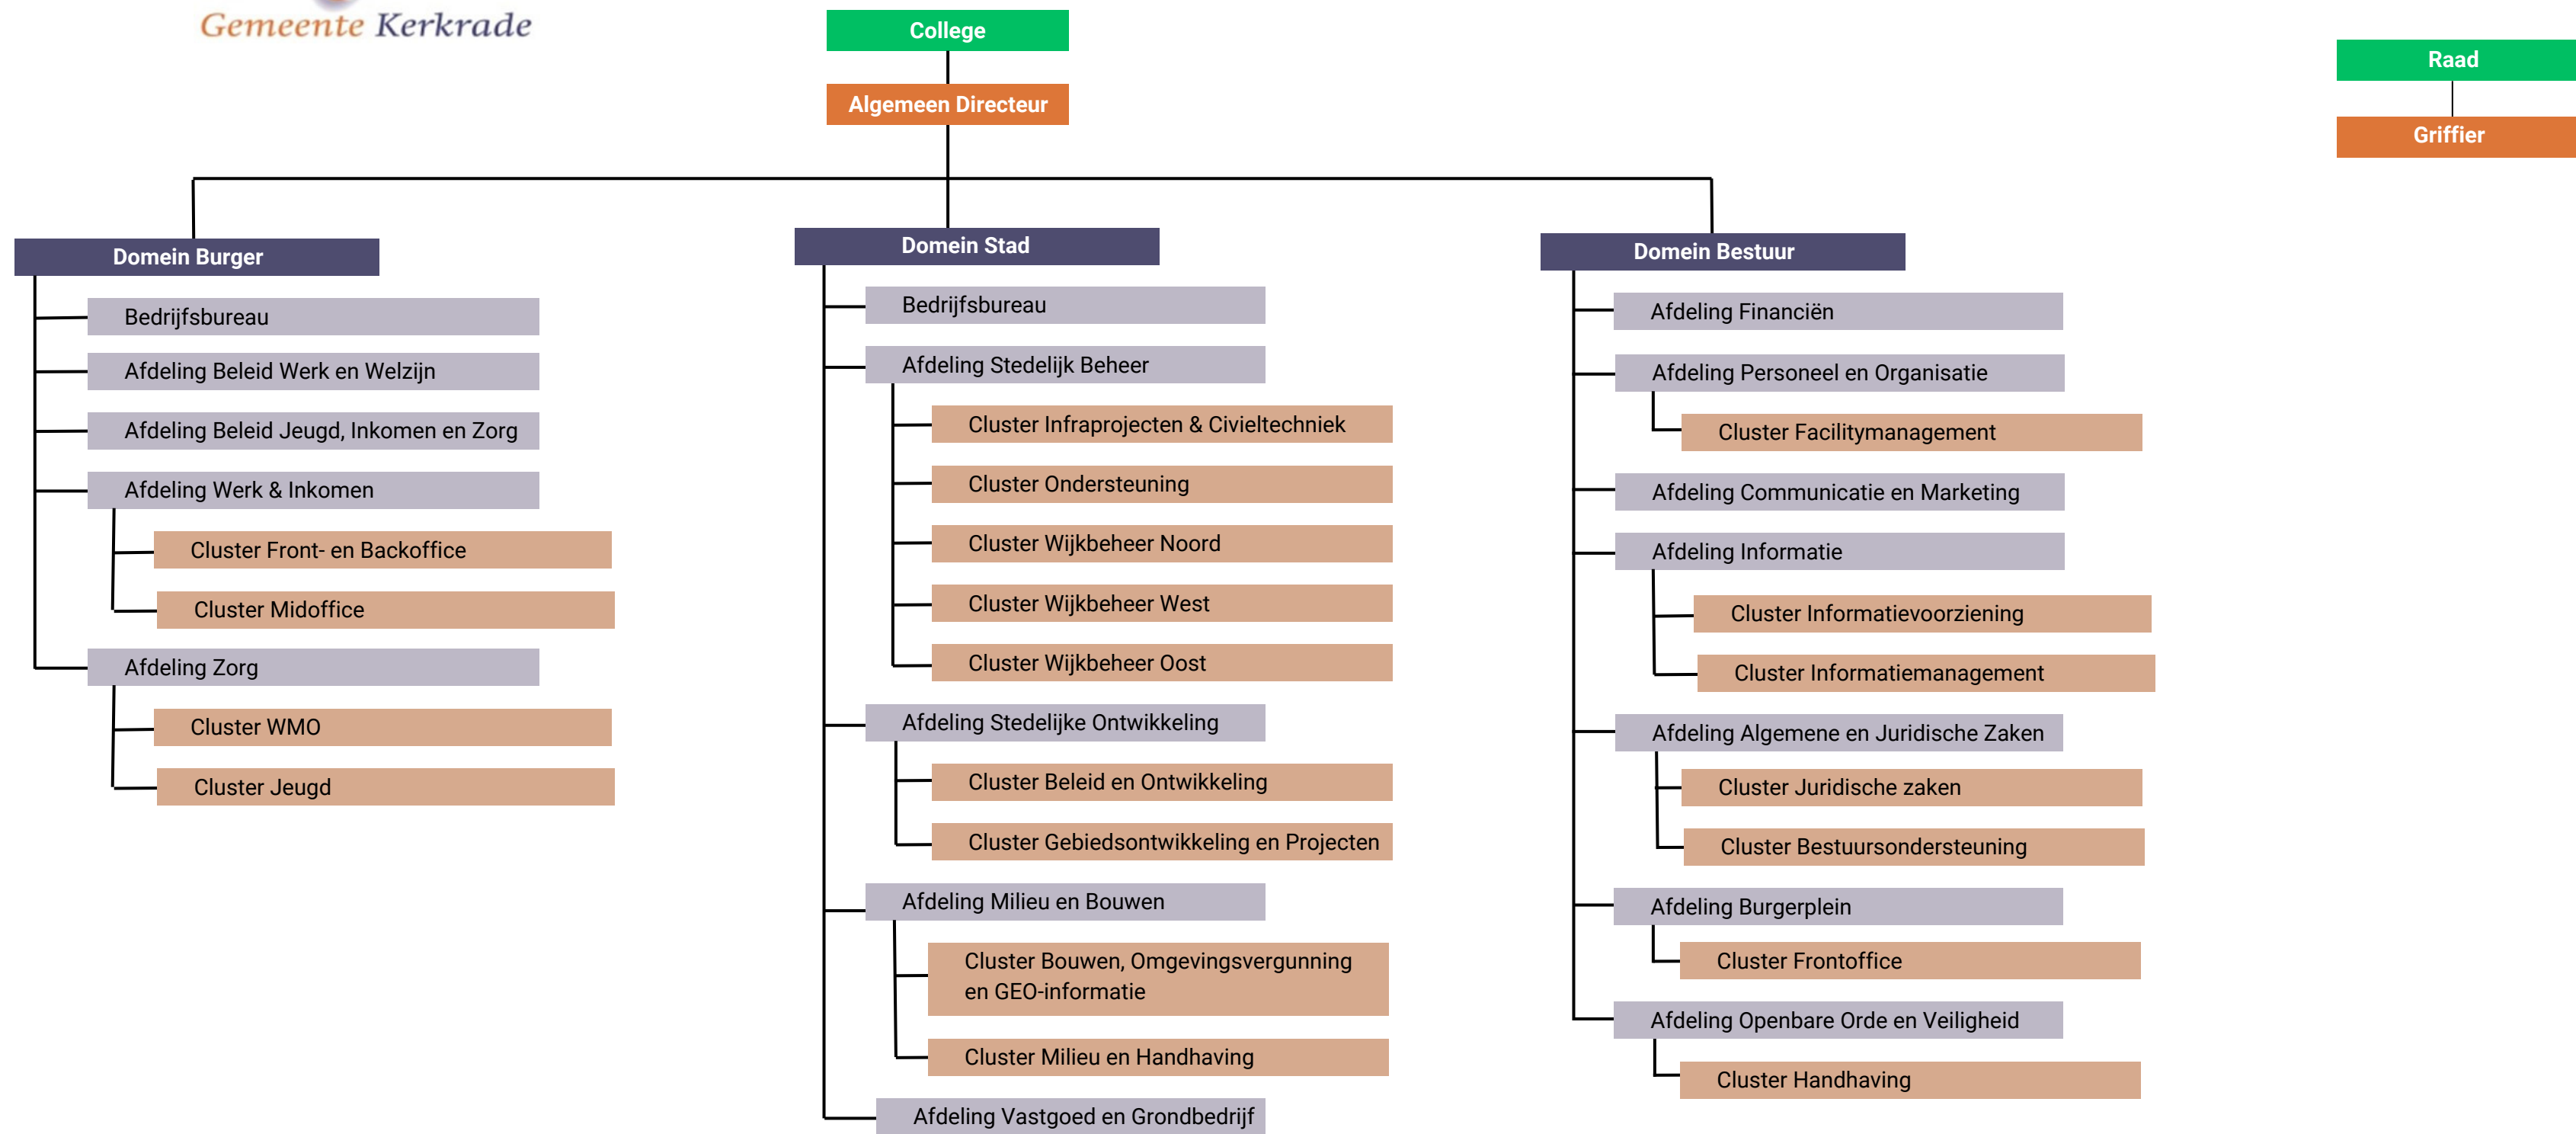 Gemeente Kerkrade
College
Algemeen Directeur
Raad
Griffier
Domein Burger
Bedrijfsbureau
Afdeling Beleid Werk en Welzijn
Afdeling Beleid Jeugd, Inkomen en Zorg
Afdeling Werk & Inkomen
Cluster Front- en Backoffice
Cluster Midoffice
Afdeling Zorg
Cluster WMO
Cluster Jeugd
Domein Stad
Bedrijfsbureau
Afdeling Stedelijk Beheer
Cluster Infraprojecten & Civieltechniek
Cluster Ondersteuning
Cluster Wijkbeheer Noord
Cluster Wijkbeheer West
Cluster Wijkbeheer Oost
Afdeling Stedelijke Ontwikkeling
Cluster Beleid en Ontwikkeling
Cluster Gebiedsontwikkeling en Projecten
Afdeling Milieu en Bouwen
Cluster Bouwen, Omgevingsvergunning
en GEO-informatie
Cluster Milieu en Handhaving
Afdeling Vastgoed en Grondbedrijf
Domein Bestuur
Afdeling Financiën
Afdeling Personeel en Organisatie
Cluster Facilitymanagement
Afdeling Communicatie en Marketing
Afdeling Informatie
Cluster Informatievoorziening
Cluster Informatiemanagement
Afdeling Algemene en Juridische Zaken
Cluster Juridische zaken
Cluster Bestuursondersteuning
Afdeling Burgerplein
Cluster Frontoffice
Afdeling Openbare Orde en Veiligheid
Cluster Handhaving